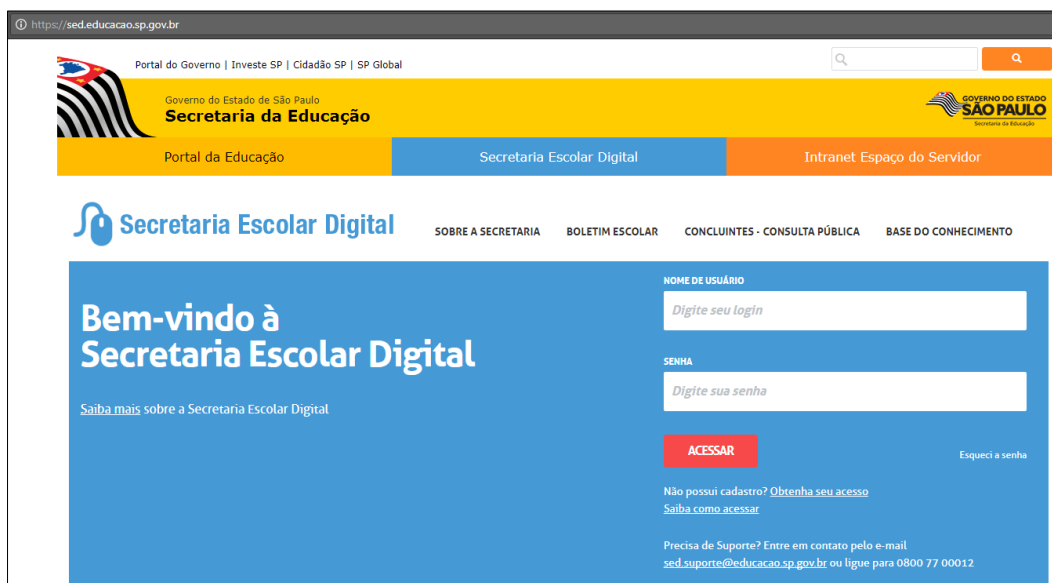 https://sed.educacao.sp.gov.br
Portal do Governo | Investe SP | Cidadão SP | SP Global
Governo do Estado de São Paulo
Secretaria da Educação
GOVERNO DO ESTADO
SÃO PAULO
Secretaria da Educação
Portal da Educação
Secretaria Escolar Digital
Intranet Espaço do Servidor
Secretaria Escolar Digital
SOBRE A SECRETARIA
BOLETIM ESCOLAR
CONCLUINTES - CONSULTA PÚBLICA
BASE DO CONHECIMENTO
Bem-vindo à
Secretaria Escolar Digital
Saiba mais sobre a Secretaria Escolar Digital
NOME DE USUÁRIO
Digite seu login
SENHA
Digite sua senha
ACESSAR
Esqueci a senha
Não possui cadastro? Obtenha seu acesso
Saiba como acessar
Precisa de Suporte? Entre em contato pelo e-mail
sed.suporte@educacao.sp.gov.br ou ligue para 0800 77 00012